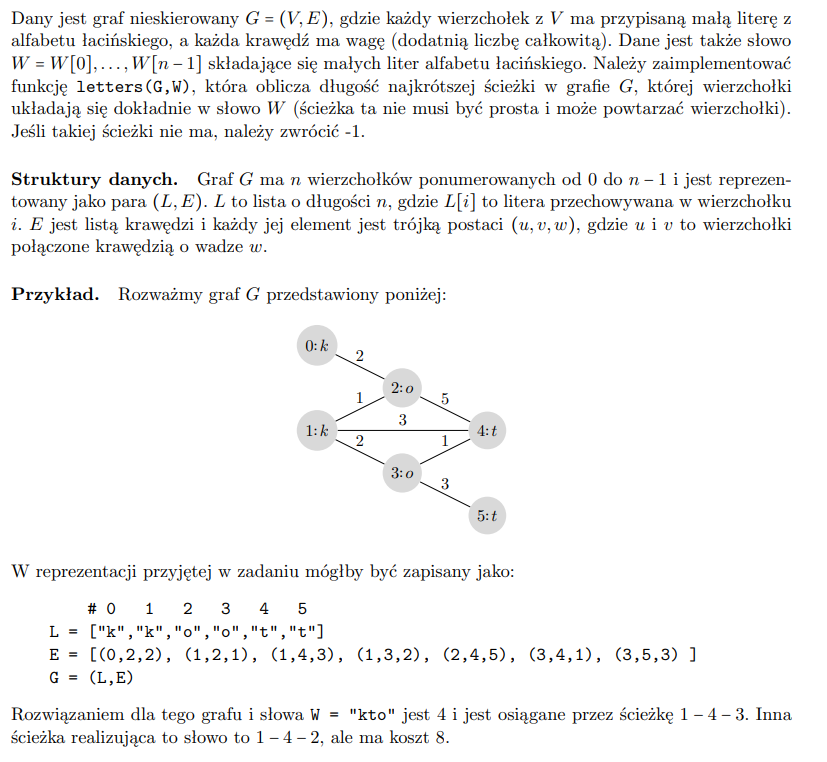 Dany jest graf nieskierowany G = (V, E), gdzie każdy wierzchołek z V ma przypisaną małą literę z
alfabetu łacińskiego, a każda krawędź ma wagę (dodatnią liczbę całkowitą). Dane jest także słowo
W = W[0], . . . , W[n − 1] składające się małych liter alfabetu łacińskiego. Należy zaimplementować
funkcję letters(G,W), która oblicza długość najkrótszej ścieżki w grafie G, której wierzchołki
układają się dokładnie w słowo W (ścieżka ta nie musi być prosta i może powtarzać wierzchołki).
Jeśli takiej ścieżki nie ma, należy zwrócić -1.
Struktury danych. Graf G ma n wierzchołków ponumerowanych od 0 do n − 1 i jest reprezen-
towany jako para (L, E). L to lista o długości n, gdzie L[i] to litera przechowywana w wierzchołku
i. E jest listą krawędzi i każdy jej element jest trójką postaci (u, v, w), gdzie u i v to wierzchołki
połączone krawędzią o wadze w.
Przykład. Rozważmy graf G przedstawiony poniżej:
0: k
2
2: o
1
5
3
1: k
4: t
2
1
3: o
3
5: t
W reprezentacji przyjętej w zadaniu mógłby być zapisany jako:
# 0 1 2 3 4 5
L = ["k","k","o","o","t","t"]
E = [(0,2,2), (1,2,1), (1,4,3), (1,3,2), (2,4,5), (3,4,1), (3,5,3) ]
G = (L,E)
Rozwiązaniem dla tego grafu i słowa W = "kto" jest 4 i jest osiągane przez ścieżkę 1 – 4 – 3. Inna
ścieżka realizująca to słowo to 1 – 4 – 2, ale ma koszt 8.